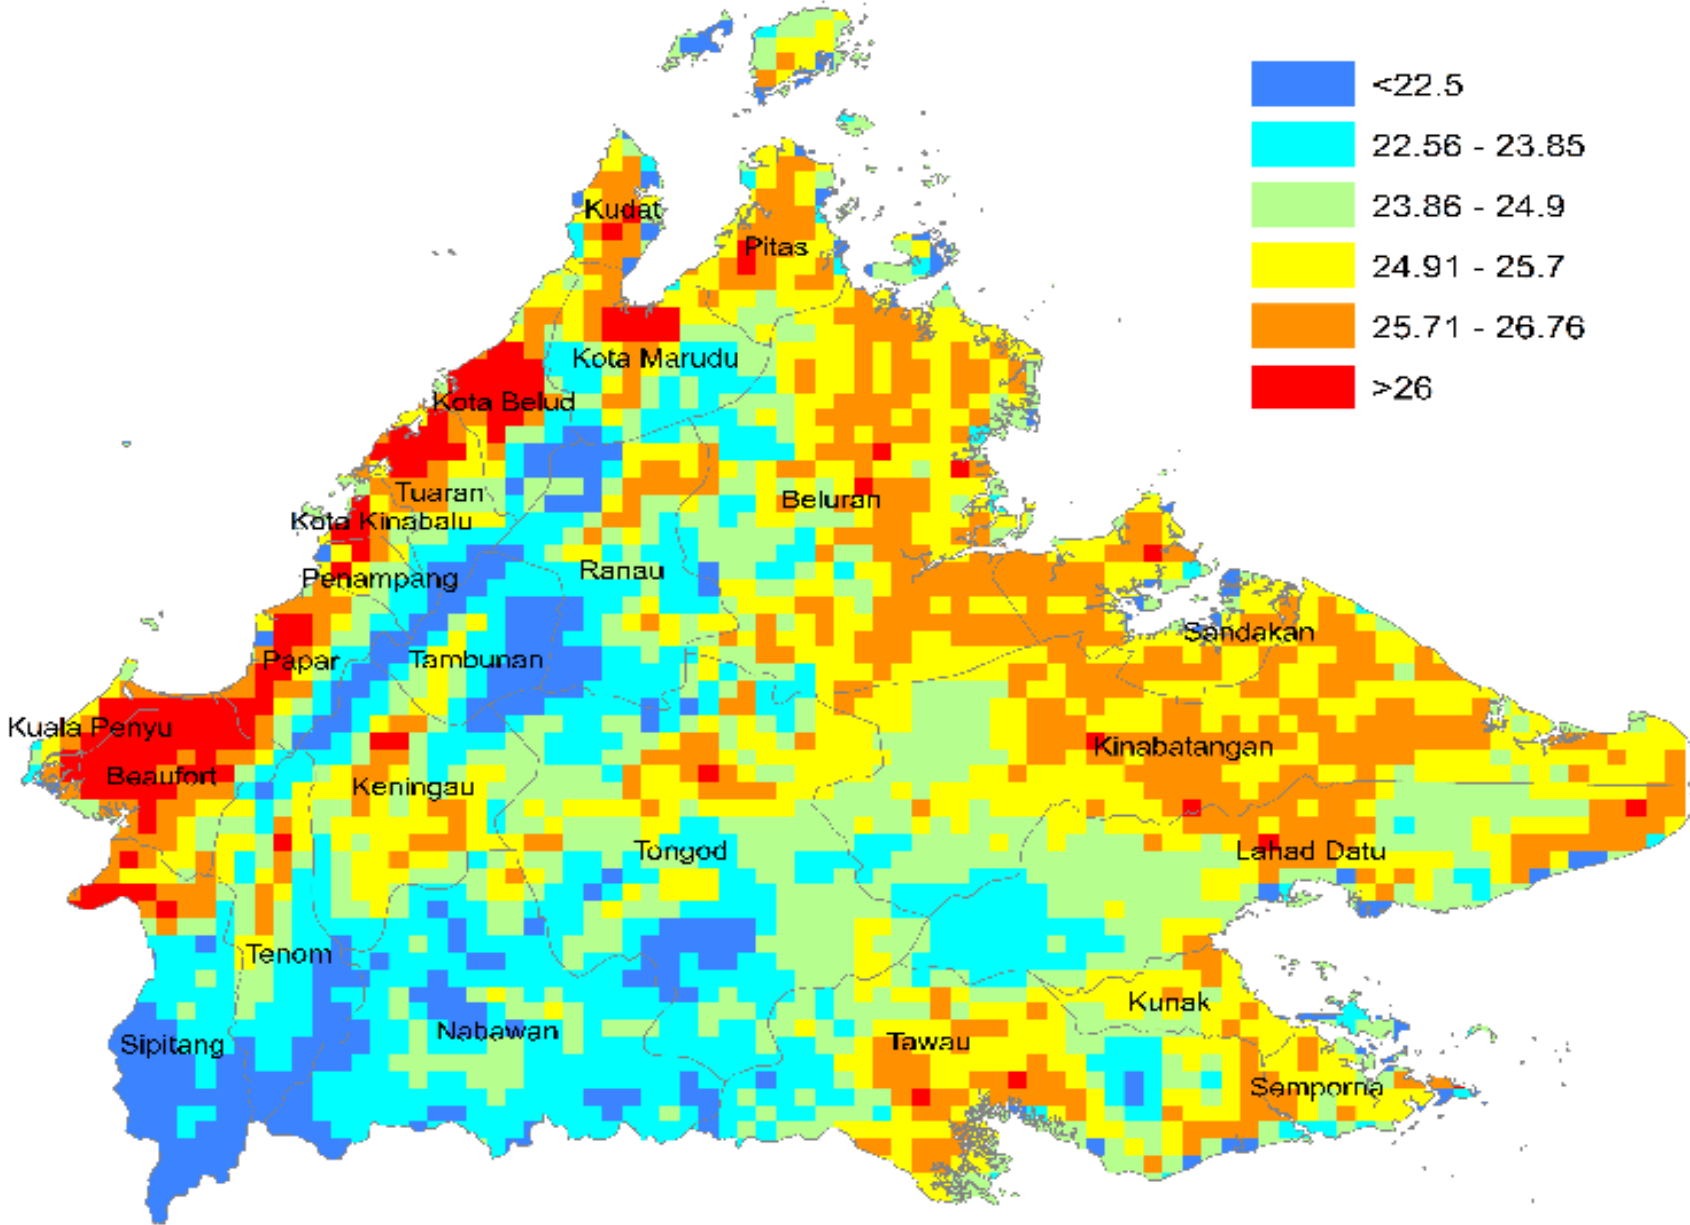 <22.5
22.56 - 23.85
23.86 - 24.9
24.91 - 25.7
25.71 - 26.76
>26
Kudat
Pitas
Kota Marudu
Kota Belud
Tuaran
Beluran
Kota Kinabalu
Ranau
Penampang
Sandakan
Papar
Tambunan
Kuala Penyu
Kinabatangan
Beaufort
Keningau
Tongod
Lahad Datu
Tenom
Kunak
Nabawan
Sipitang
Tawau
Semporna